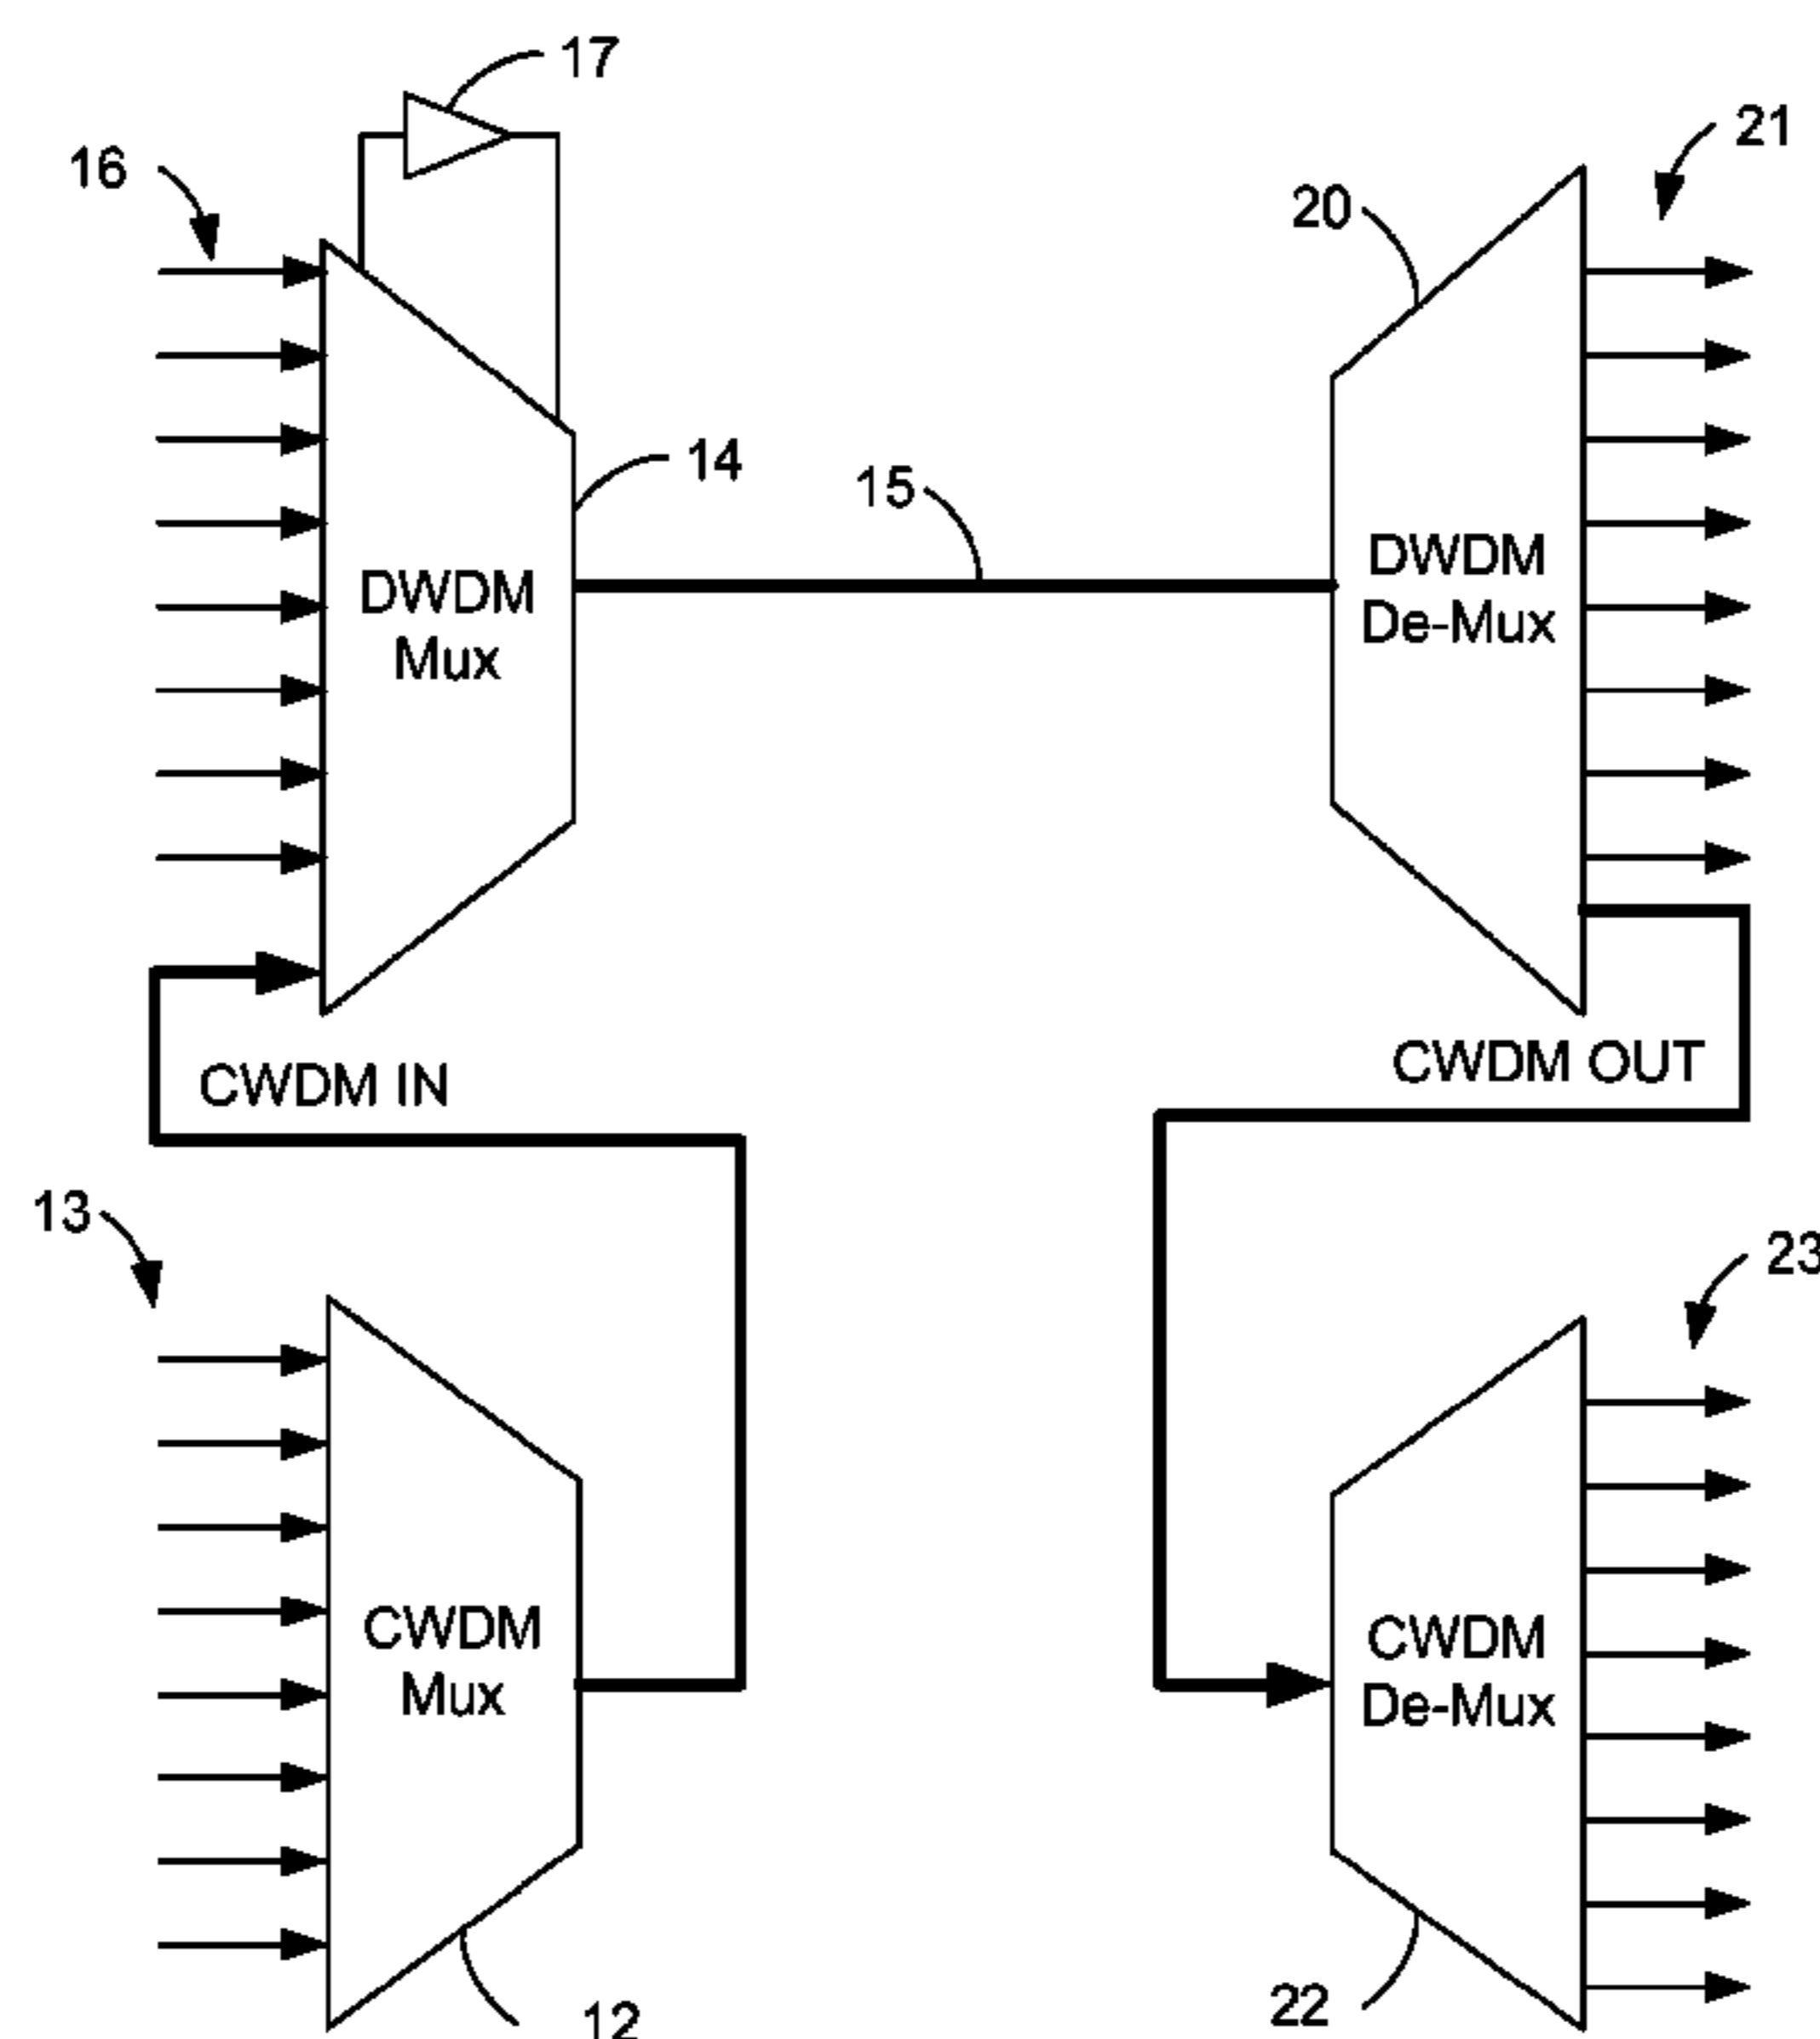 17
16
21
20
14
15
DWDM
Mux
DWDM
De-Mux
CWDM IN
CWDM OUT
13
23
CWDM
Mux
CWDM
De-Mux
12
22